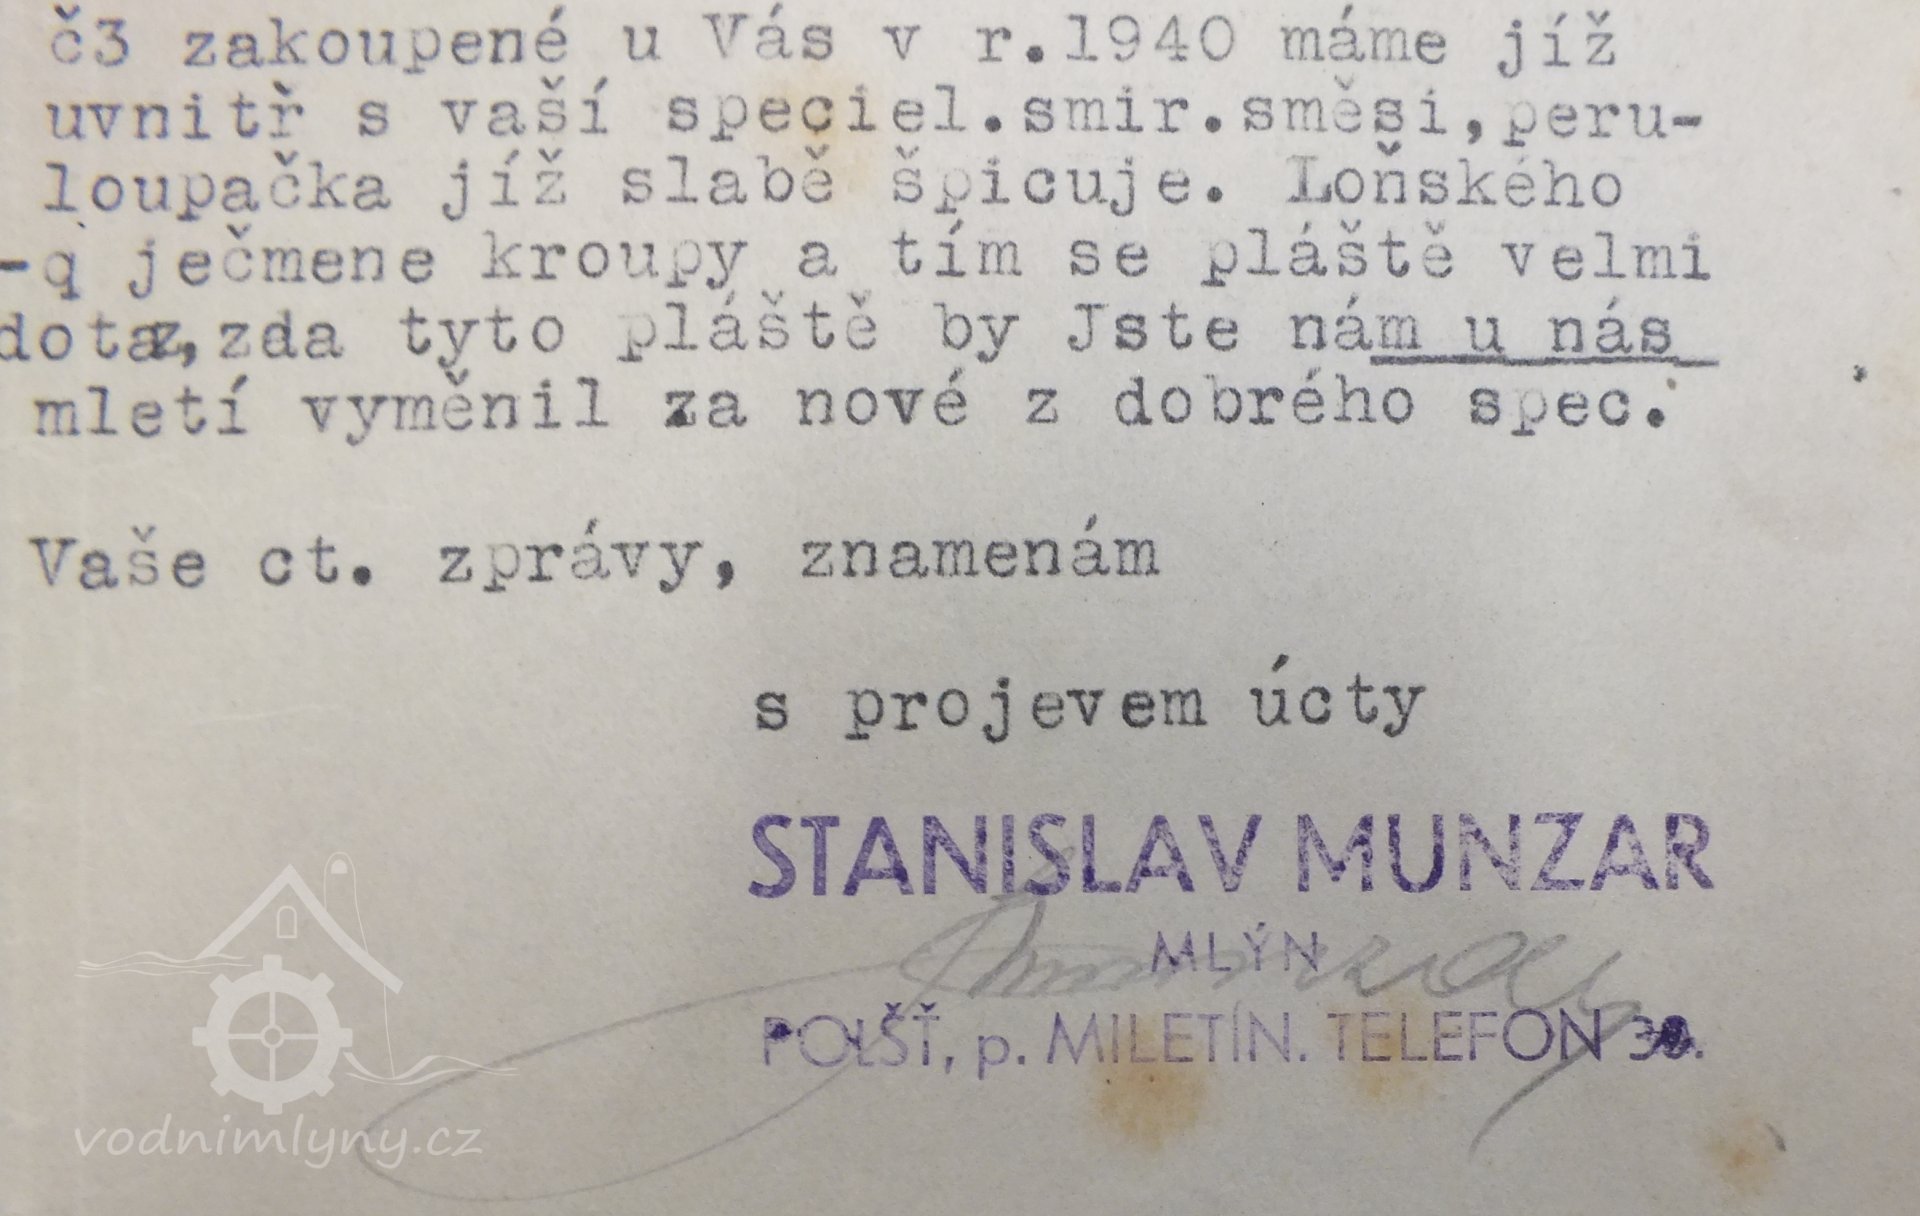 č3 zakoupené u Vás v r.1940 máme jíž
uvnitř s vaší speciel.smir.směsi,peru-
loupačka jíž slabě špicuje. Loňského
-q ječmene kroupy a tím se pláště velmi
dotaz,zda tyto pláště by Jste nám u nás
mletí vyměnil za nové z dobrého spec.
Vaše ct. zprávy, znamenám
s projevem úcty
STANISLAV MUNZAR
MLÝN
POLŠŤ, p. MILETÍN. TELEFON
vodnimlyny.cz